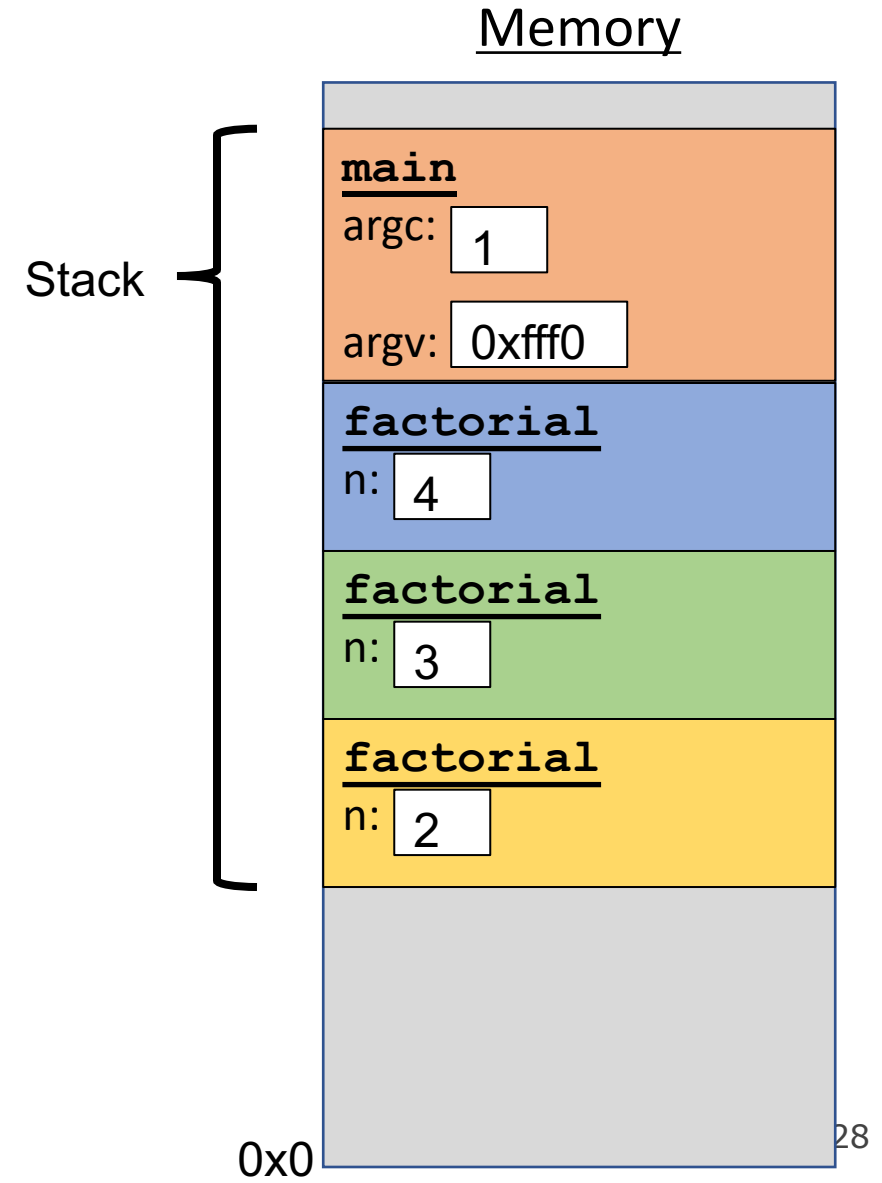 Memory
main
argc: 1
Stack
argv: 0xfff0
factorial
n: 4
factorial
n: 3
factorial
n: 2
28
0x0